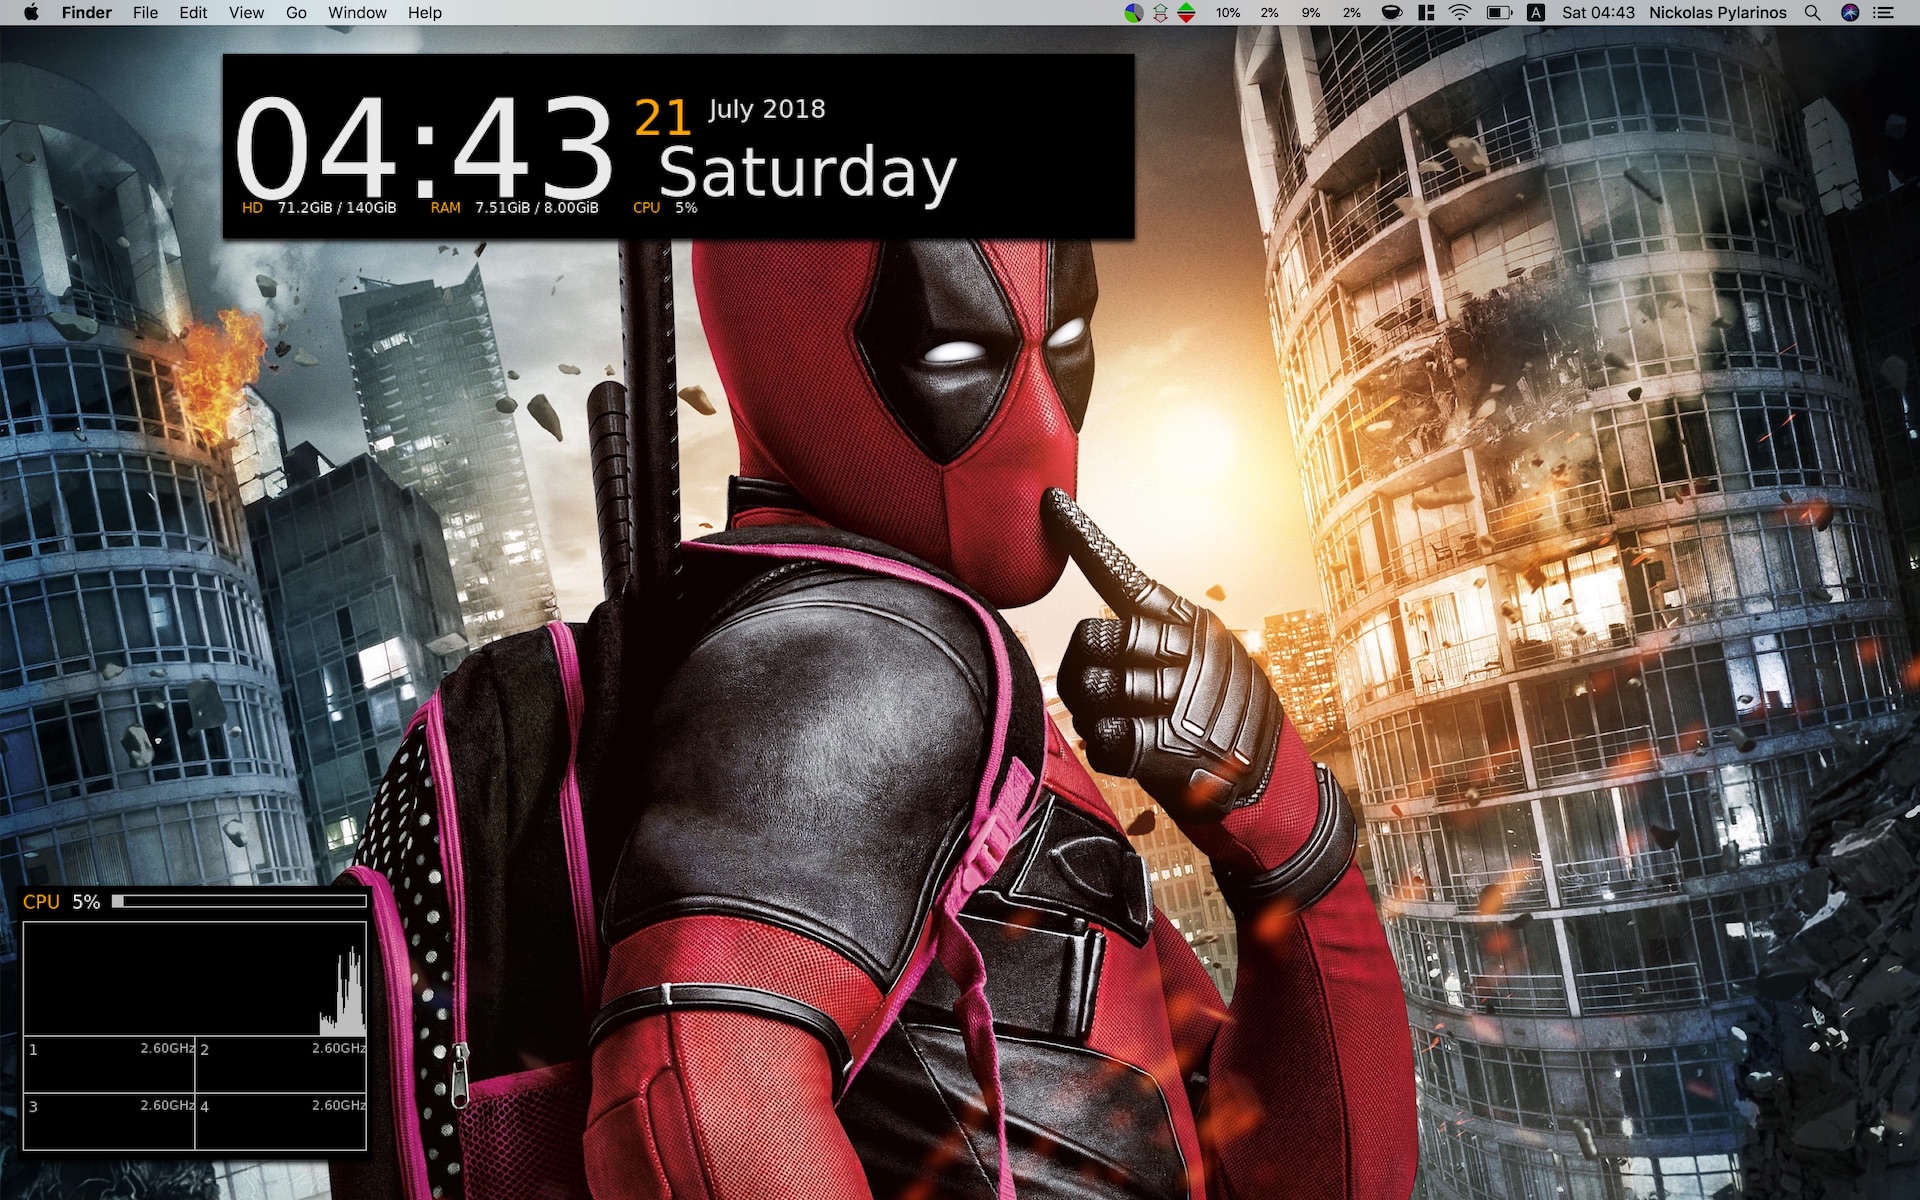 Finder File Edit View Go Window Help 10% 2% 9% 2% A Sat 04:43 Nickolas Pylarinos
04:43 21 July 2018
Saturday
HD 71.2GiB / 140GiB RAM 7.51GiB / 8.00GiB CPU 5%
CPU 5%
1 2.60GHz 2 2.60GHz
3 2.60GHz 4 2.60GHz